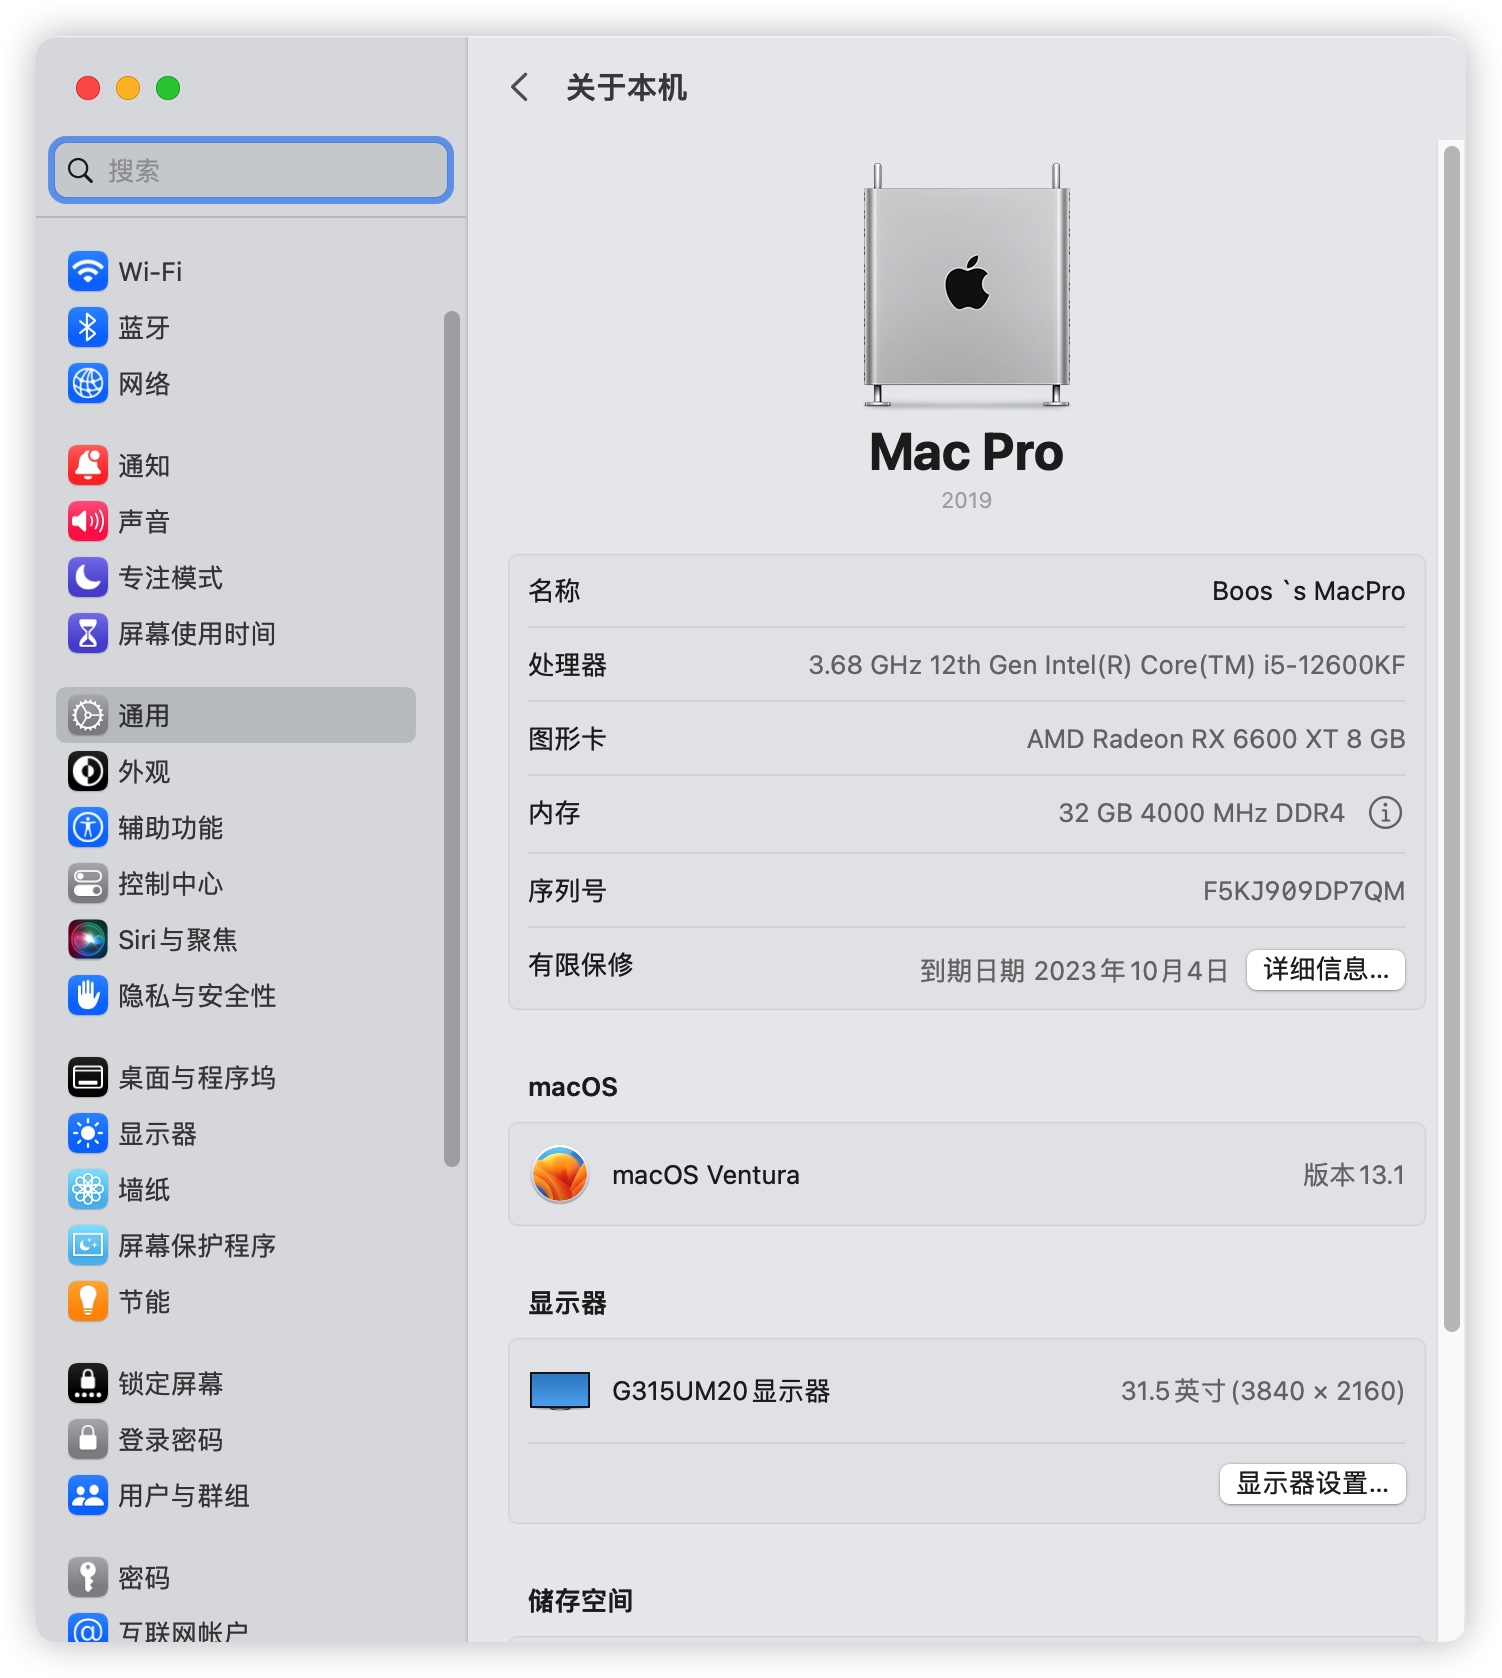 搜索
Wi-Fi
蓝牙
网络
通知
声音
专注模式
屏幕使用时间
通用
外观
辅助功能
控制中心
Siri与聚焦
隐私与安全性
桌面与程序坞
显示器
墙纸
屏幕保护程序
节能
锁定屏幕
登录密码
用户与群组
密码
互联网帐户
关于本机
Mac Pro
2019
名称 Boos `s MacPro
处理器 3.68 GHz 12th Gen Intel(R) Core(TM) i5-12600KF
图形卡 AMD Radeon RX 6600 XT 8 GB
内存 32 GB 4000 MHz DDR4
序列号 F5KJ909DP7QM
有限保修 到期日期 2023年10月4日 详细信息...
macOS
macOS Ventura 版本13.1
显示器
G315UM20显示器 31.5英寸 (3840 × 2160)
显示器设置...
储存空间